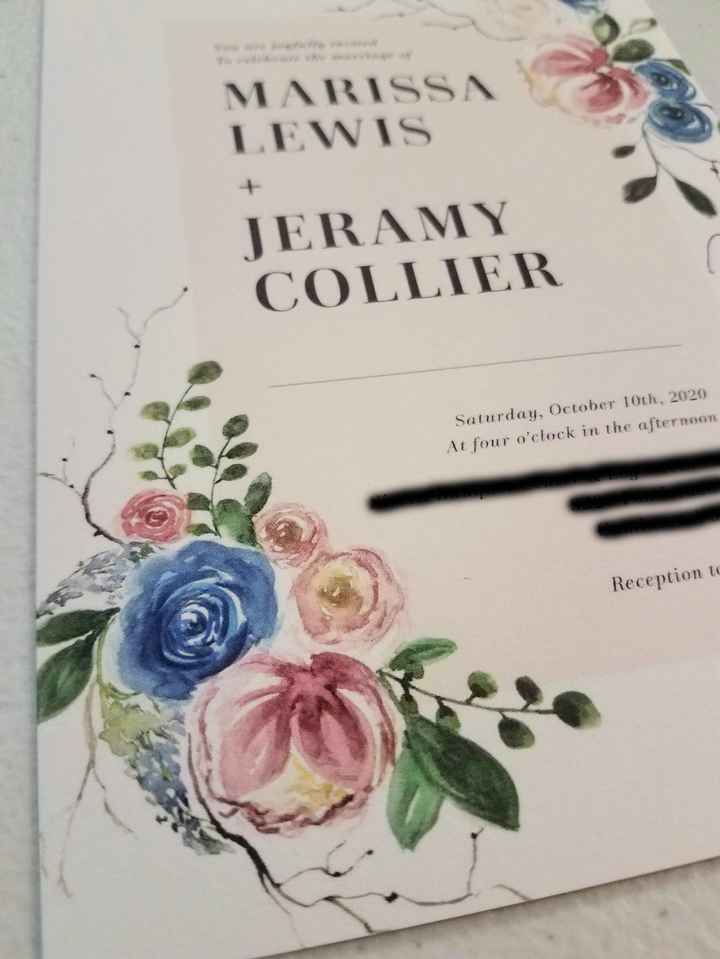 You are joyfully invited
To celebrate the marriage of
MARISSA
LEWIS
+
JERAMY
COLLIER
Saturday, October 10th, 2020
At four o'clock in the afternoon
Reception